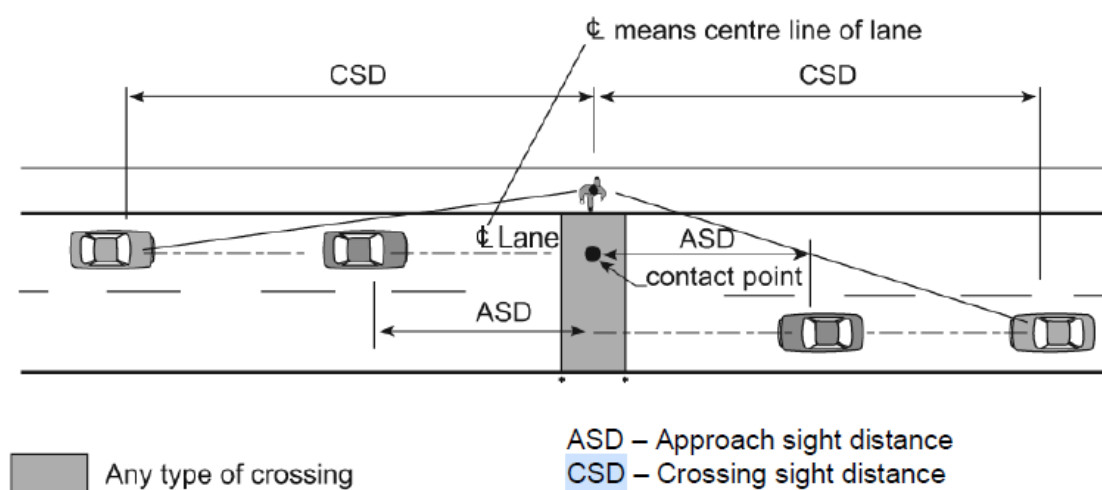 ℄ means centre line of lane
CSD
CSD
℄ Lane
ASD
contact point
ASD
Any type of crossing
ASD – Approach sight distance
CSD – Crossing sight distance